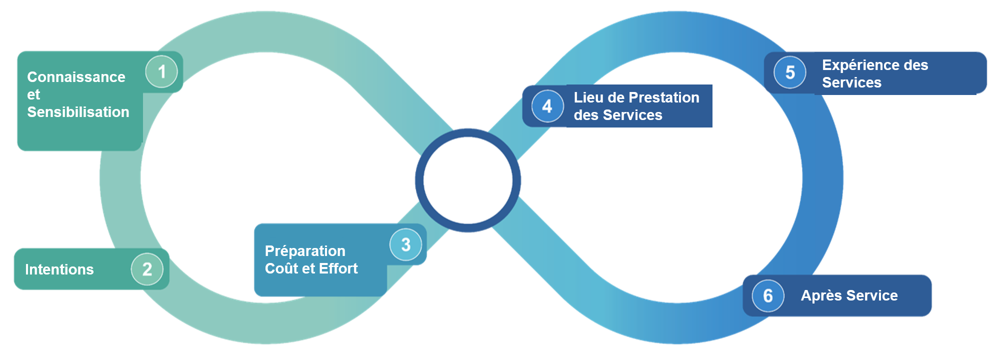 1
Connaissance
et
Sensibilisation
2
Intentions
3
Préparation
Coût et Effort
4
Lieu de Prestation
des Services
5
Expérience des
Services
6
Après Service